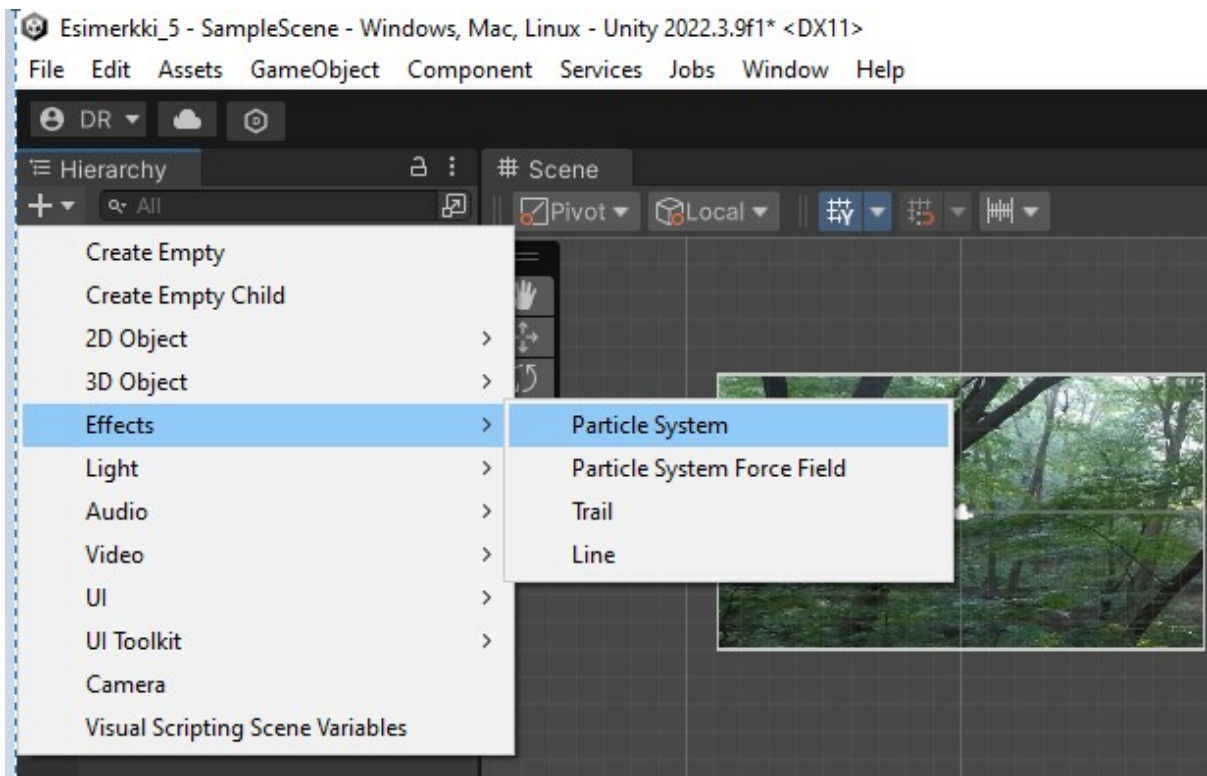 Esimerkki_5 - SampleScene - Windows, Mac, Linux - Unity 2022.3.9f1* <DX11>
File Edit Assets GameObject Component Services Jobs Window Help
DR
Hierarchy
Scene
All
Pivot
Local
Create Empty
Create Empty Child
2D Object
3D Object
Effects
Particle System
Light
Particle System Force Field
Audio
Trail
Video
Line
UI
UI Toolkit
Camera
Visual Scripting Scene Variables